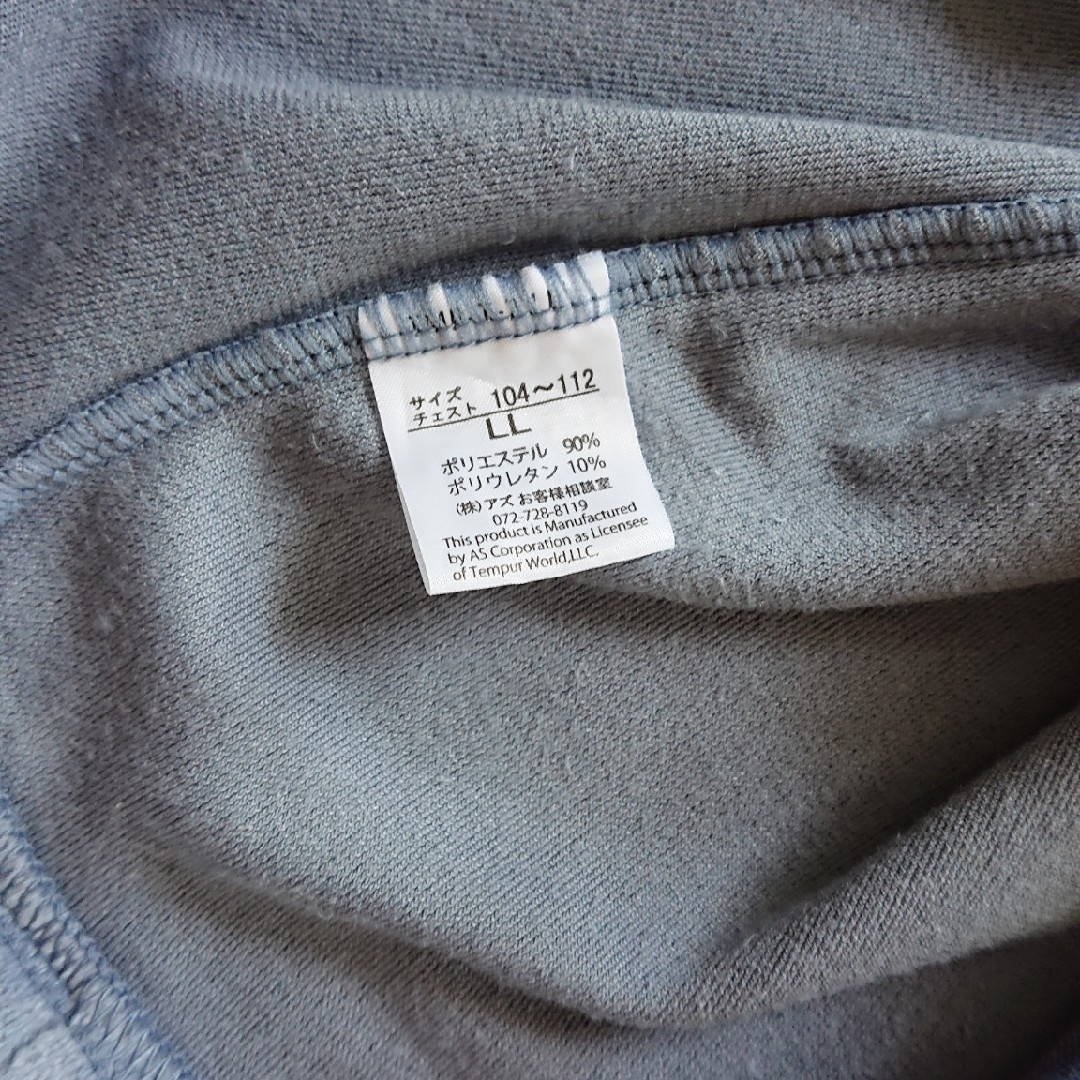 サイズ
チェスト 104～112
LL
ポリエステル 90%
ポリウレタン 10%
(株)アズ お客様相談室
072-728-8119
This product is Manufactured
by AS Corporation as Licensee
of Tempur World,LLC.